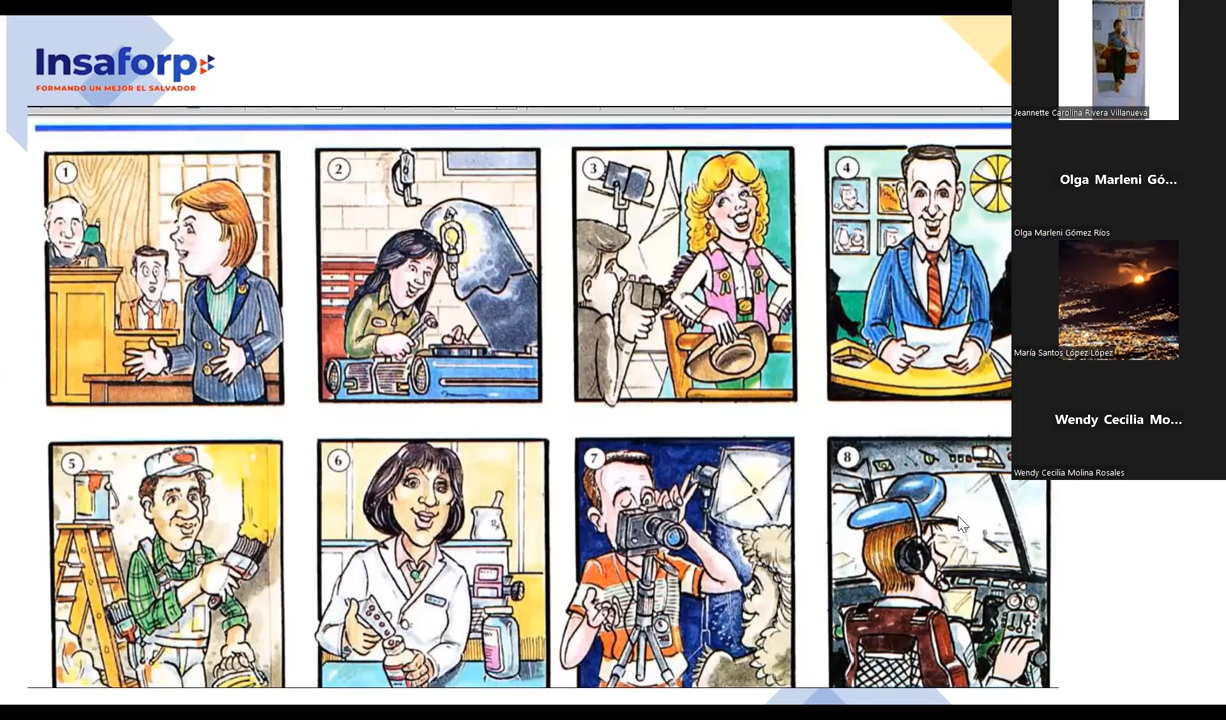 Insaforp
FORMANDO UN MEJOR EL SALVADOR
1
2
3
4
5
6
7
8
Jeannette Carolina Rivera Villanueva
Olga Marleni Gó...
Olga Marleni Gómez Ríos
María Santos López López
Wendy Cecilia Mo...
Wendy Cecilia Molina Rosales